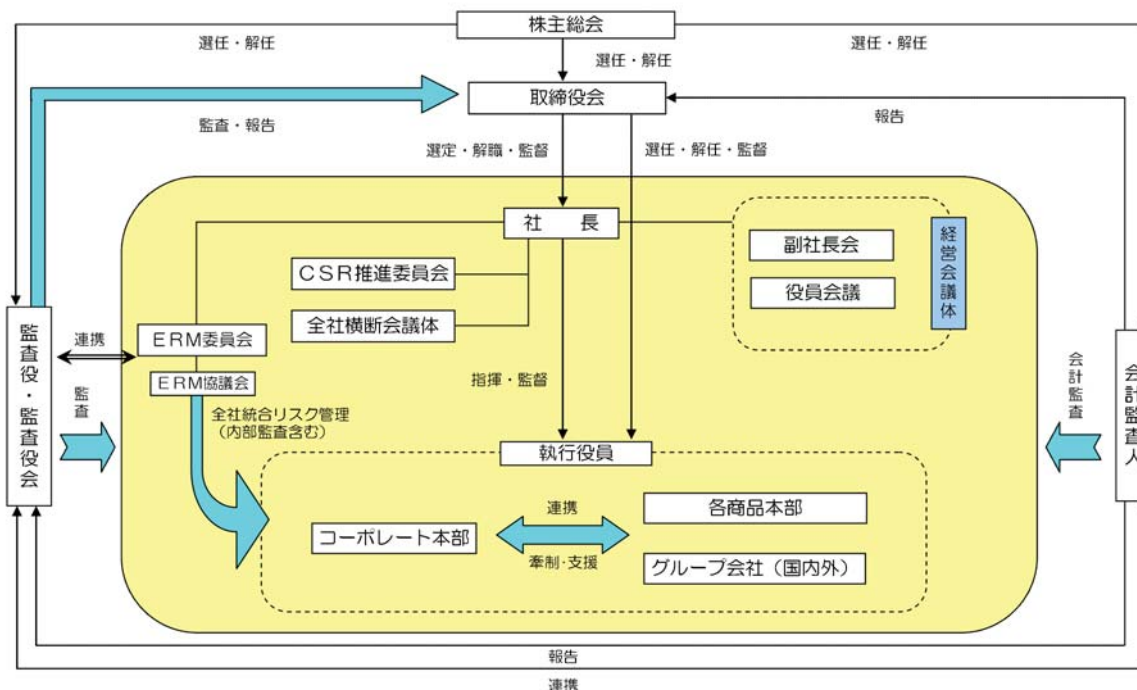 株主総会
選任・解任
選任・解任
選任・解任
取締役会
監査・報告
報告
選定・解職・監督
選任・解任・監督
社　長
副社長会
役員会議
経営会議体
CSR推進委員会
全社横断会議体
監査役・監査役会
連携
ERM委員会
ERM協議会
監査
全社統合リスク管理
（内部監査含む）
指揮・監督
会計監査
会計監査人
執行役員
コーポレート本部
連携
牽制・支援
各商品本部
グループ会社（国内外）
報告
連携